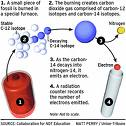 1. A small piece
of fossil is
burned in a
special furnace.
2. The burning creates carbon
dioxide gas comprised of carbon-12
isotopes and carbon-14 isotopes.
Stable
C-12 isotope
Nitrogen
Decaying
C-14 isotope
3. As the carbon-
14 decays into
nitrogen-14, it
emits an electron.
Electron
4. A radiation
counter records
the number of
electrons emitted.
SOURCE: Collaboration for NDT Education
MATT PERRY / Union-Tribune